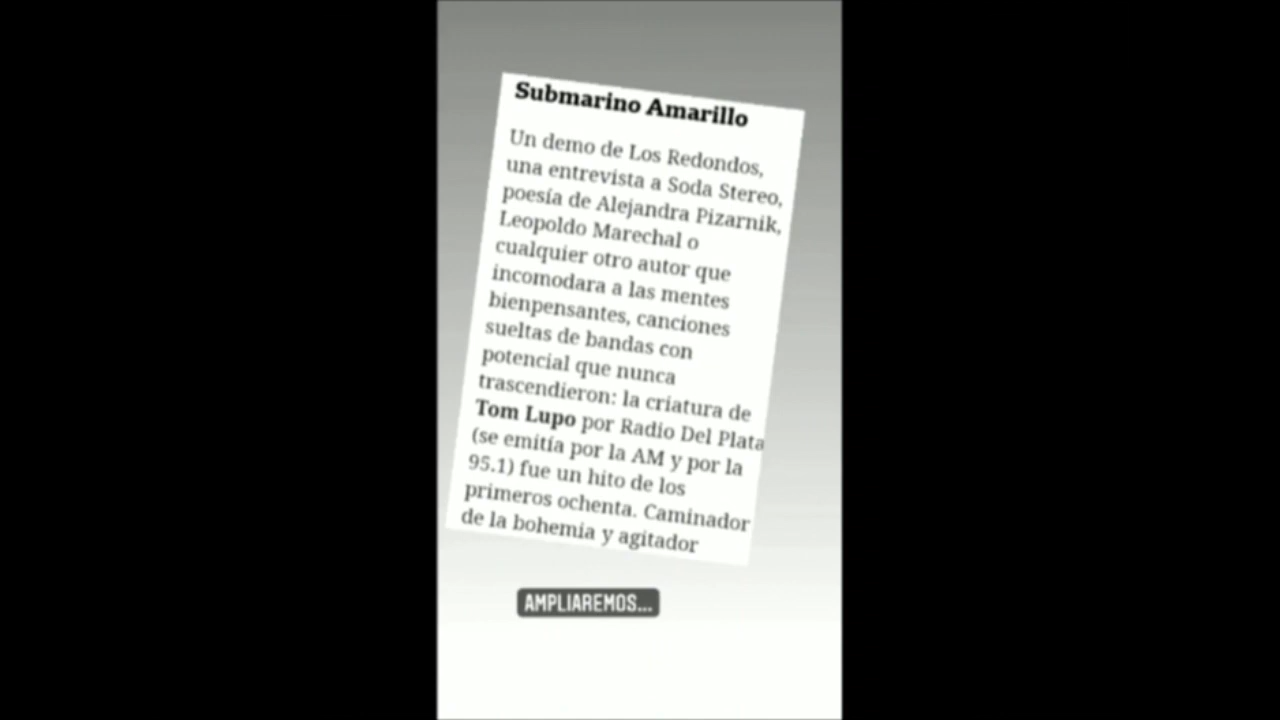 Submarino Amarillo
Un demo de Los Redondos,
una entrevista a Soda Stereo,
poesía de Alejandra Pizarnik,
Leopoldo Marechal o
cualquier otro autor que
incomodara a las mentes
bienpensantes, canciones
sueltas de bandas con
potencial que nunca
trascendieron: la criatura de
Tom Lupo por Radio Del Plata
(se emitía por la AM y por la
95.1) fue un hito de los
primeros ochenta. Caminador
de la bohemia y agitador
AMPLIAREMOS...